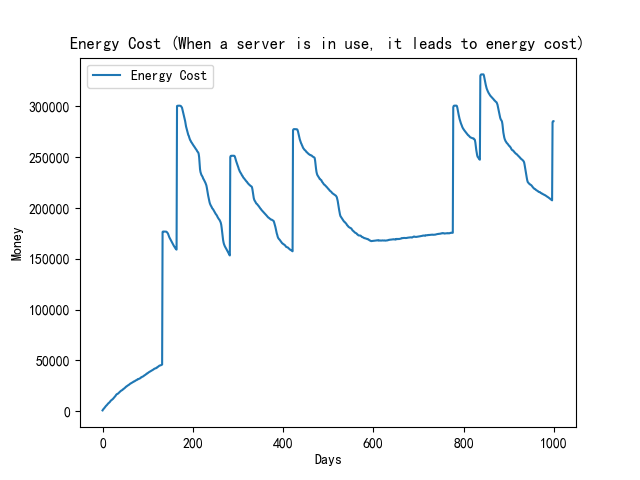 Energy Cost (When a server is in use, it leads to energy cost)
Energy Cost
300000
250000
200000
150000
100000
50000
0
Money
0 200 400 600 800 1000
Days